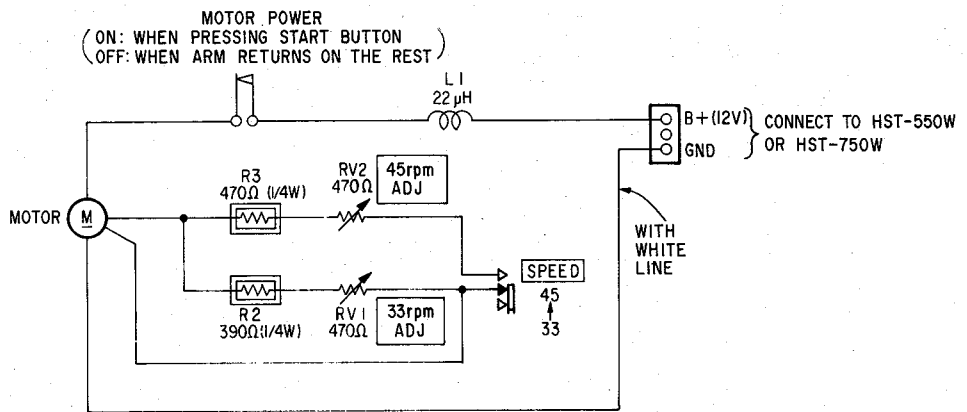 MOTOR POWER
(ON: WHEN PRESSING START BUTTON
OFF: WHEN ARM RETURNS ON THE REST)
L1
22μH
B+(12V)
GND
CONNECT TO HST-550W
OR HST-750W
R3
470Ω (1/4W)
RV2
470Ω
45rpm
ADJ
MOTOR
M
WITH
WHITE
LINE
SPEED
45
33
R2
390Ω(1/4W)
RV1
470Ω
33rpm
ADJ